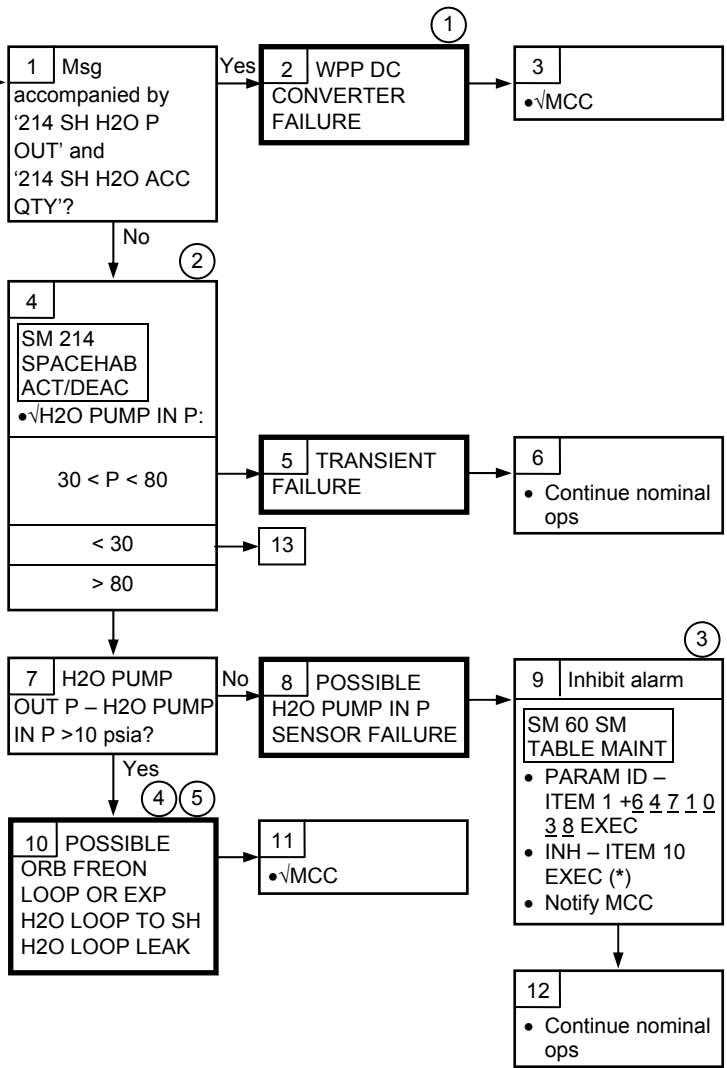 1
1 Msg
accompanied by
‘214 SH H2O P
OUT’ and
‘214 SH H2O ACC
QTY’?
Yes
2 WPP DC
CONVERTER
FAILURE
3
•√MCC
No
2
4
SM 214
SPACEHAB
ACT/DEAC
•√H2O PUMP IN P:
30 < P < 80
5 TRANSIENT
FAILURE
6
• Continue nominal
ops
< 30
13
> 80
3
7 H2O PUMP
OUT P – H2O PUMP
IN P >10 psia?
No
8 POSSIBLE
H2O PUMP IN P
SENSOR FAILURE
9 Inhibit alarm
SM 60 SM
TABLE MAINT
• PARAM ID –
ITEM 1 +6 4 7 1 0
3 8 EXEC
• INH – ITEM 10
EXEC (*)
• Notify MCC
Yes
4 5
10 POSSIBLE
ORB FREON
LOOP OR EXP
H2O LOOP TO SH
H2O LOOP LEAK
11
•√MCC
12
• Continue nominal
ops